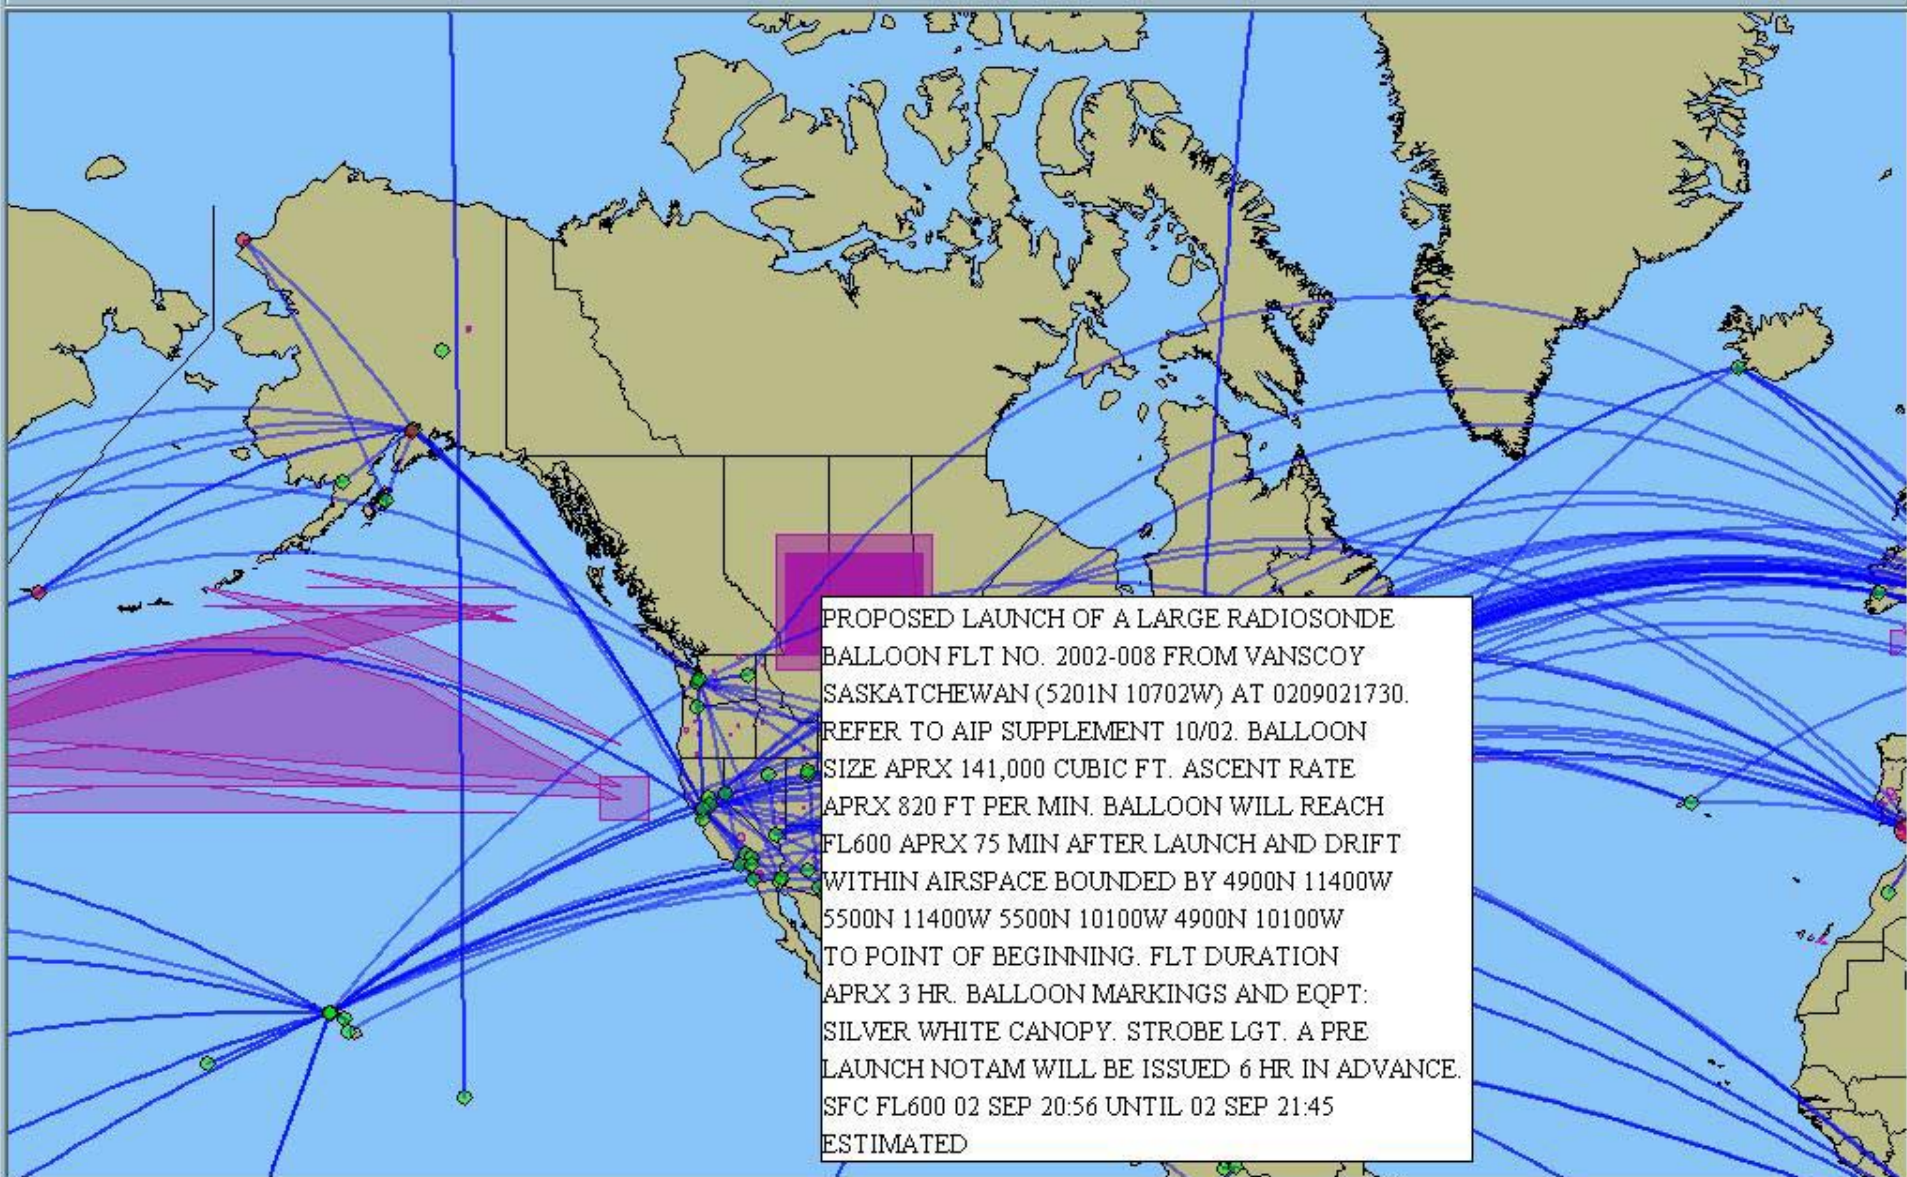 PROPOSED LAUNCH OF A LARGE RADIOSONDE
BALLOON FLT NO. 2002-008 FROM VANSCOY
SASKATCHEWAN (5201N 10702W) AT 0209021730.
REFER TO AIP SUPPLEMENT 10/02. BALLOON
SIZE APRX 141,000 CUBIC FT. ASCENT RATE
APRX 820 FT PER MIN. BALLOON WILL REACH
FL600 APRX 75 MIN AFTER LAUNCH AND DRIFT
WITHIN AIRSPACE BOUNDED BY 4900N 11400W
5500N 11400W 5500N 10100W 4900N 10100W
TO POINT OF BEGINNING. FLT DURATION
APRX 3 HR. BALLOON MARKINGS AND EQPT:
SILVER WHITE CANOPY. STROBE LGT. A PRE
LAUNCH NOTAM WILL BE ISSUED 6 HR IN ADVANCE.
SFC FL600 02 SEP 20:56 UNTIL 02 SEP 21:45
ESTIMATED